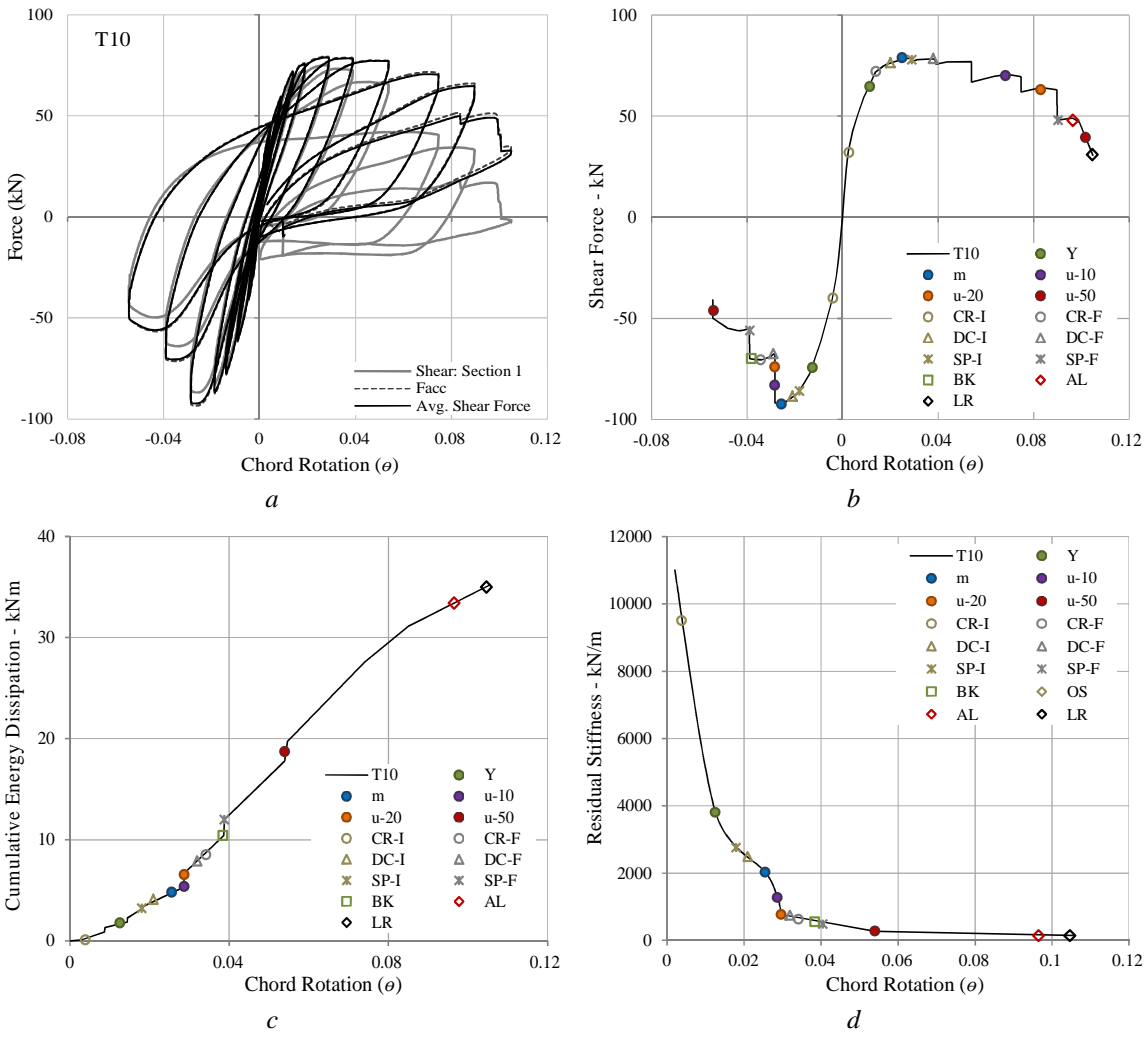 T10
100
50
0
-50
-100
-0.08
-0.04
0
0.04
0.08
0.12
Force (kN)
Chord Rotation (ө)
Shear: Section 1
Facc
Avg. Shear Force
a
100
50
0
-50
-100
-0.08
-0.04
0
0.04
0.08
0.12
Shear Force - kN
Chord Rotation (ө)
T10 Y
m u-10
u-20 u-50
CR-I CR-F
DC-I DC-F
SP-I SP-F
BK AL
LR
b
40
30
20
10
0
0
0.04
0.08
0.12
Cumulative Energy Dissipation - kNm
Chord Rotation (ө)
T10 Y
m u-10
u-20 u-50
CR-I CR-F
DC-I DC-F
SP-I SP-F
BK AL
LR
c
12000
10000
8000
6000
4000
2000
0
0
0.02
0.04
0.06
0.08
0.1
0.12
Residual Stiffness - kN/m
Chord Rotation (ө)
T10 Y
m u-10
u-20 u-50
CR-I CR-F
DC-I DC-F
SP-I SP-F
BK OS
AL LR
d